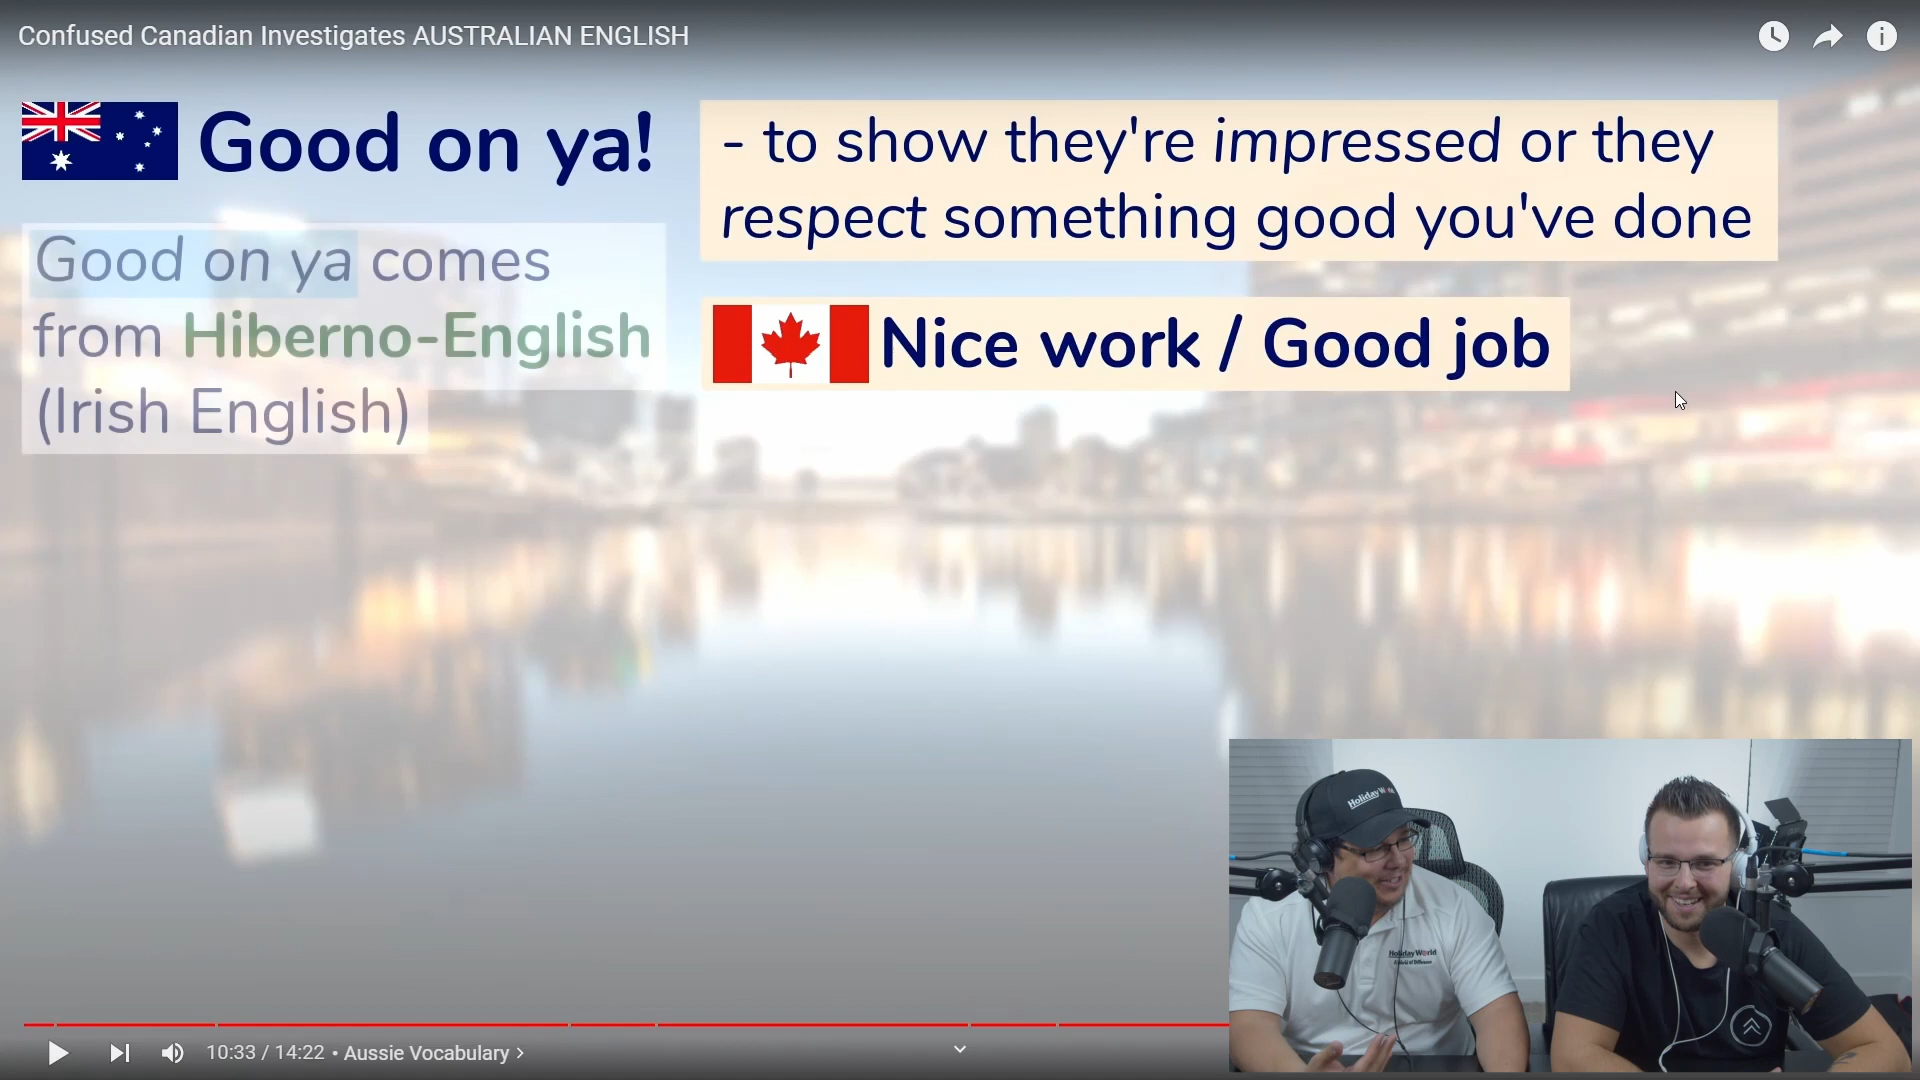 Confused Canadian Investigates AUSTRALIAN ENGLISH
Good on ya!
- to show they're impressed or they
respect something good you've done
Good on ya comes
from Hiberno-English
(Irish English)
Nice work / Good job
Holiday World
Holiday World
10:33 / 14:22 • Aussie Vocabulary >